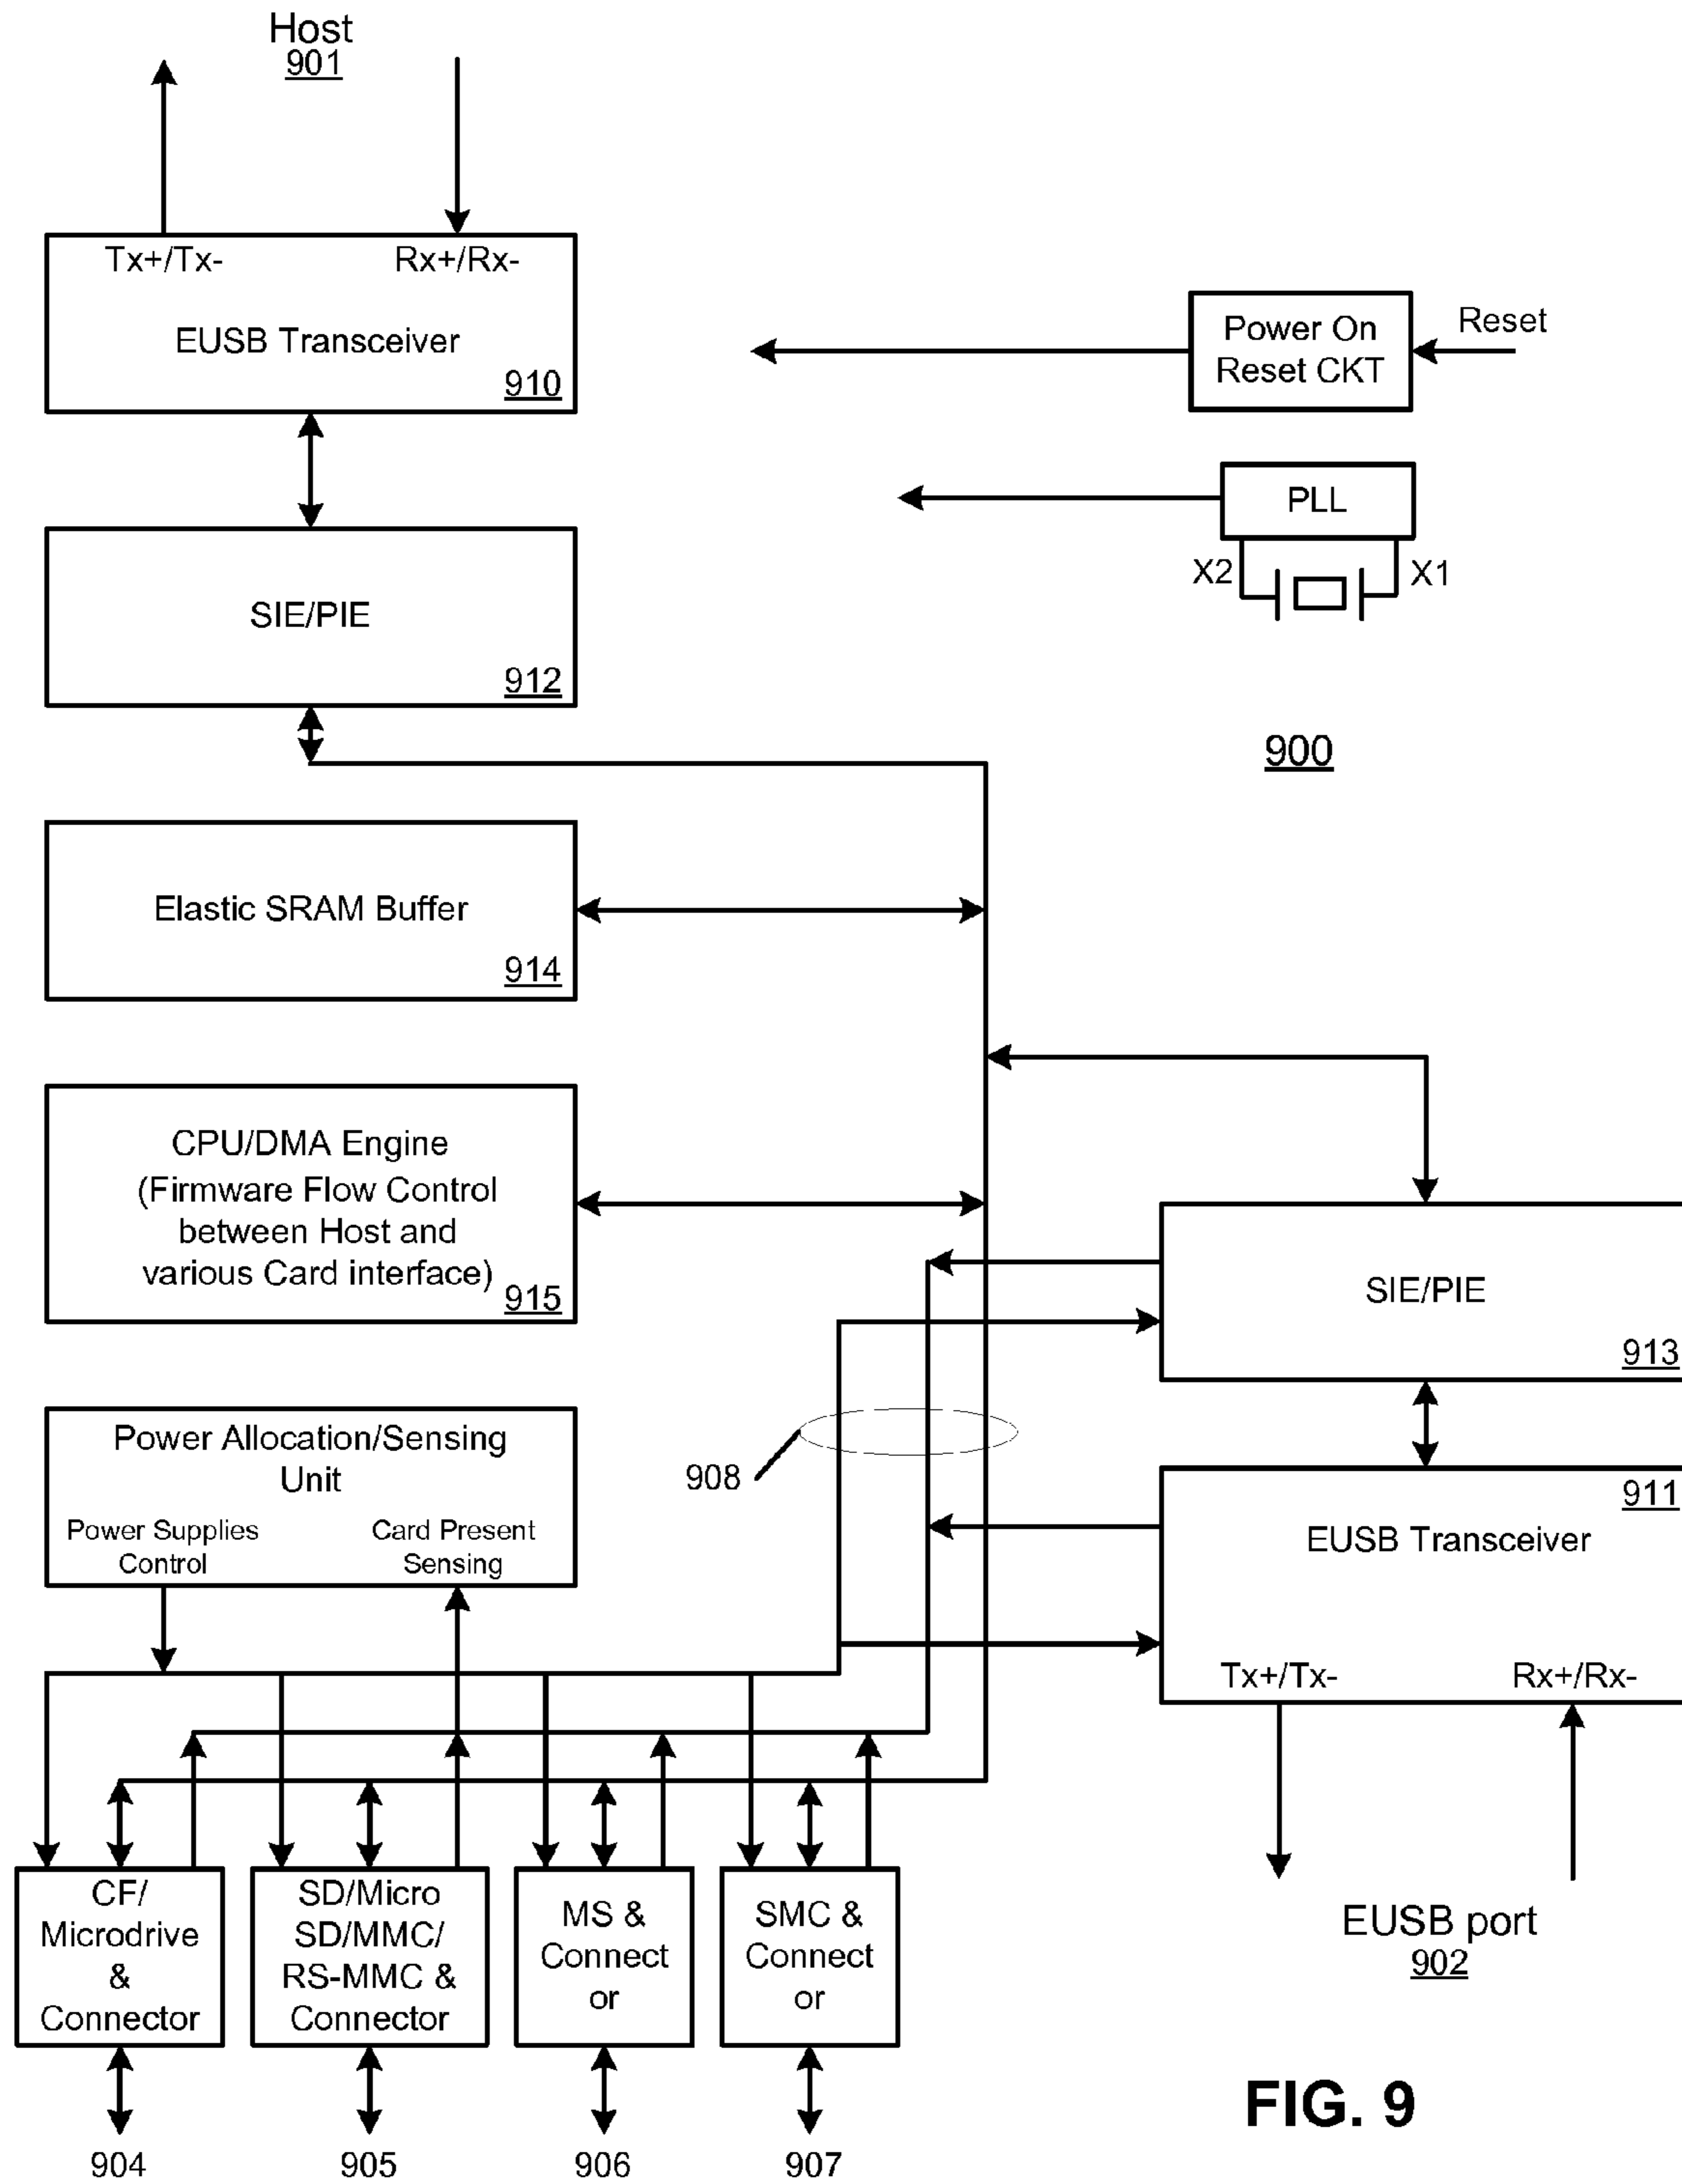 Host
901
Tx+/Tx-
Rx+/Rx-
EUSB Transceiver
910
Power On
Reset CKT
Reset
PLL
X2
X1
SIE/PIE
912
900
Elastic SRAM Buffer
914
CPU/DMA Engine
(Firmware Flow Control
between Host and
various Card interface)
915
SIE/PIE
913
Power Allocation/Sensing
Unit
Power Supplies
Control
Card Present
Sensing
908
911
EUSB Transceiver
Tx+/Tx-
Rx+/Rx-
EUSB port
902
CF/
Microdrive
&
Connector
SD/Micro
SD/MMC/
RS-MMC &
Connector
MS &
Connect
or
SMC &
Connect
or
904
905
906
907
FIG. 9